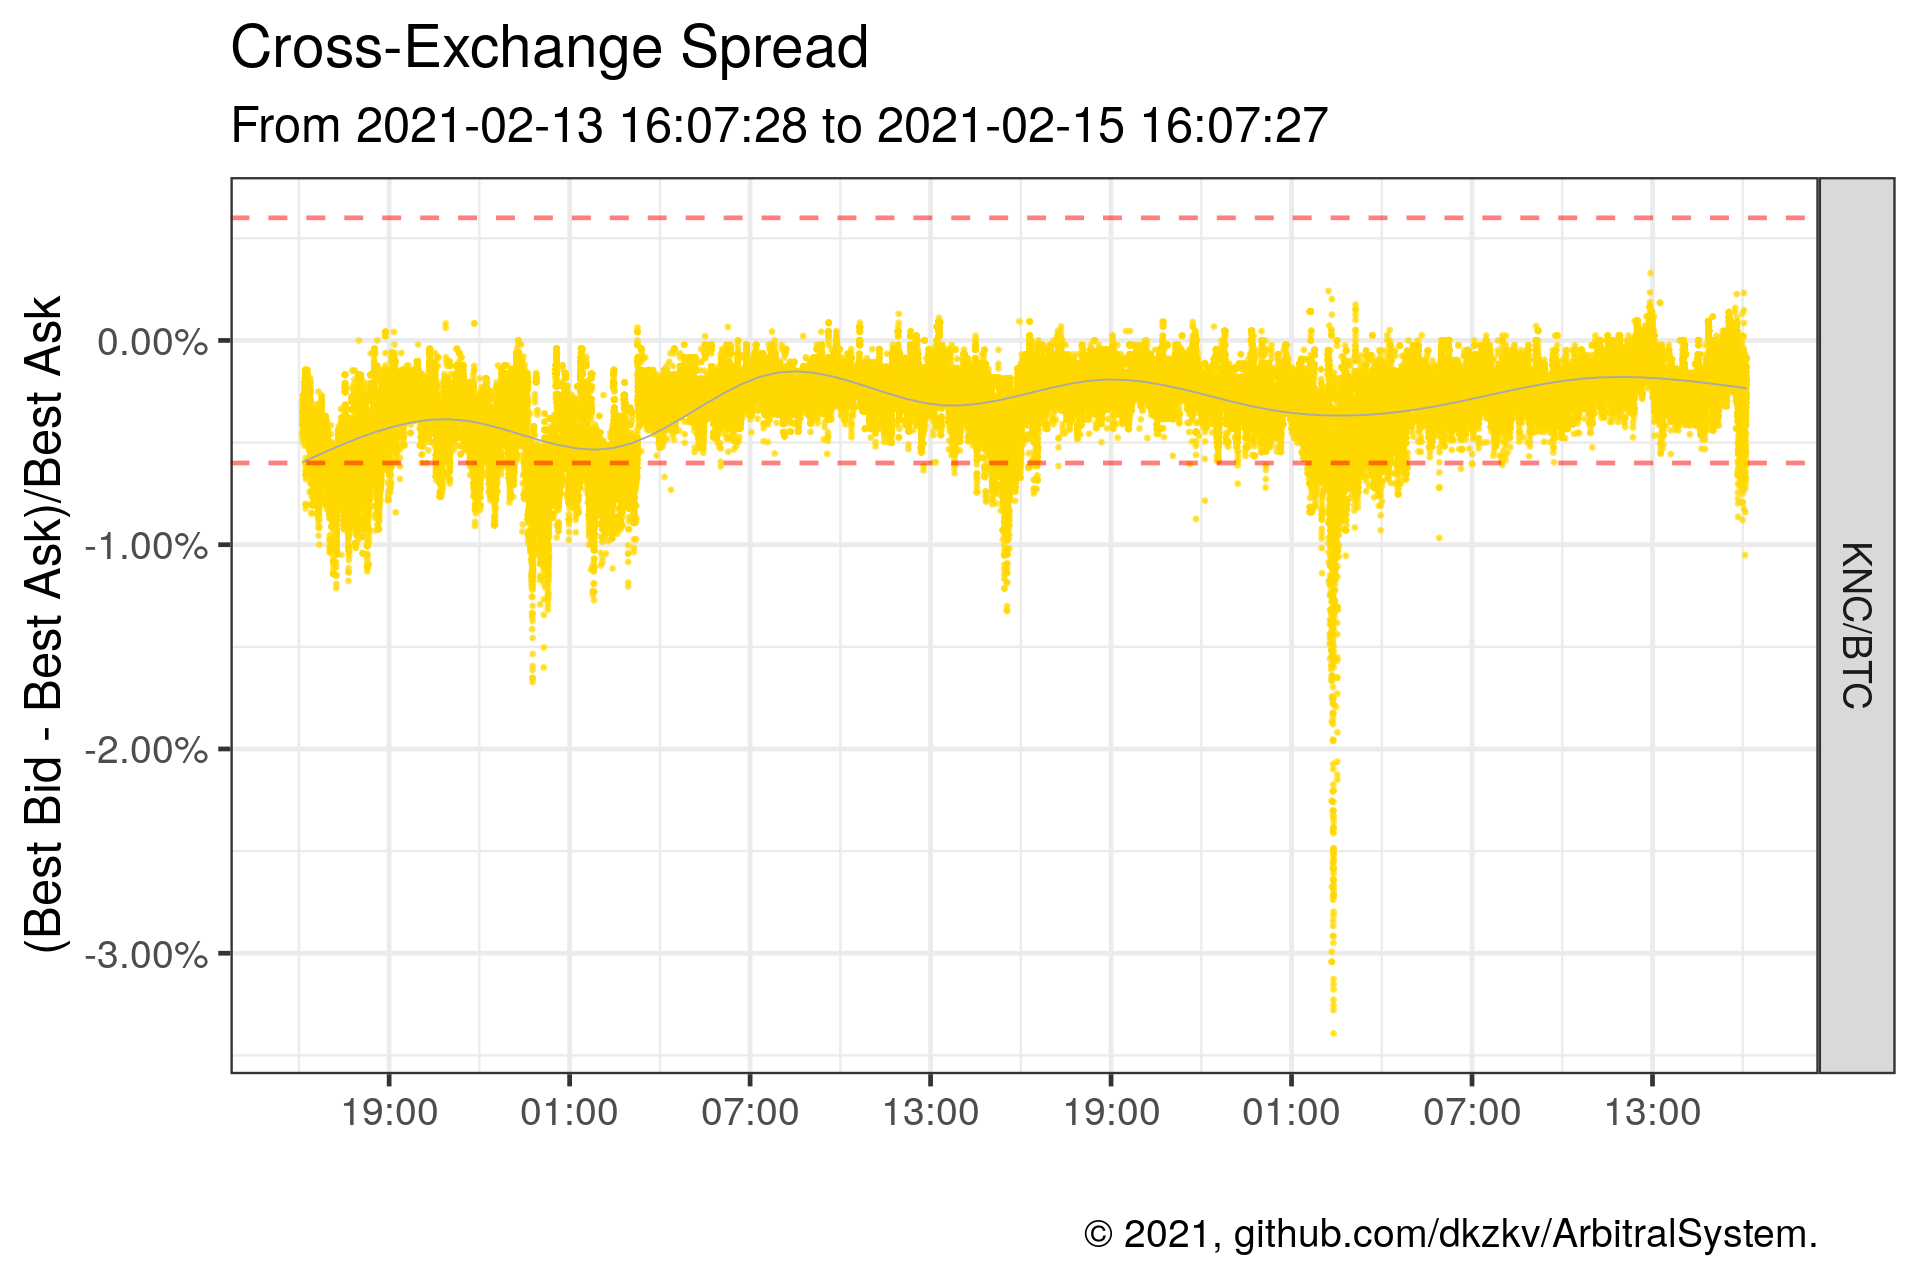 Cross-Exchange Spread
From 2021-02-13 16:07:28 to 2021-02-15 16:07:27
(Best Bid - Best Ask)/Best Ask
0.00%
-1.00%
-2.00%
-3.00%
KNC/BTC
19:00 01:00 07:00 13:00 19:00 01:00 07:00 13:00
© 2021, github.com/dkzkv/ArbitralSystem.